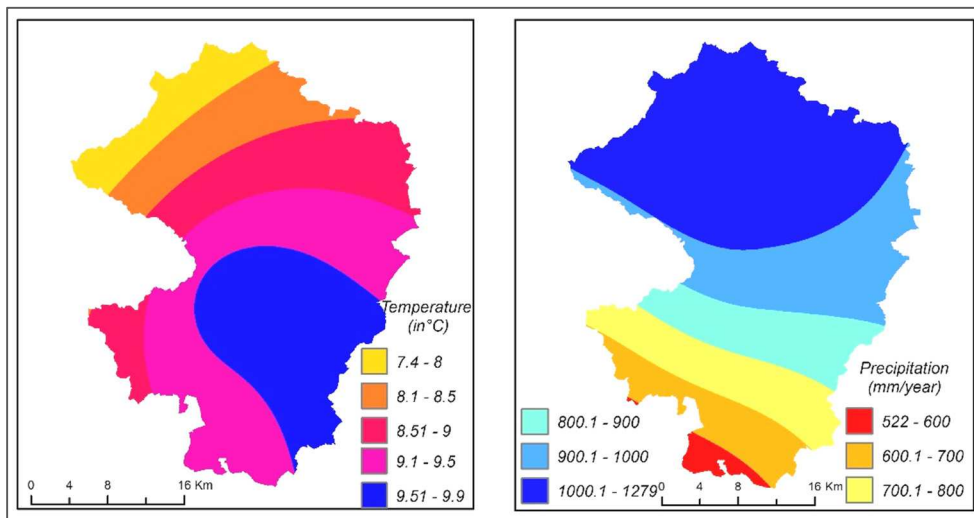 Temperature
(in°C)
7.4 - 8
8.1 - 8.5
8.51 - 9
9.1 - 9.5
9.51 - 9.9
0 4 8 16 Km
Precipitation
(mm/year)
800.1 - 900
900.1 - 1000
1000.1 - 1279
522 - 600
600.1 - 700
700.1 - 800
0 4 8 16 Km